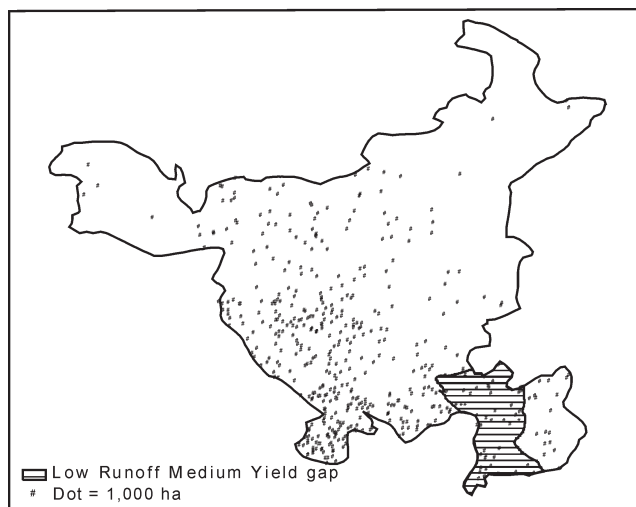 Low Runoff Medium Yield gap
# Dot = 1,000 ha